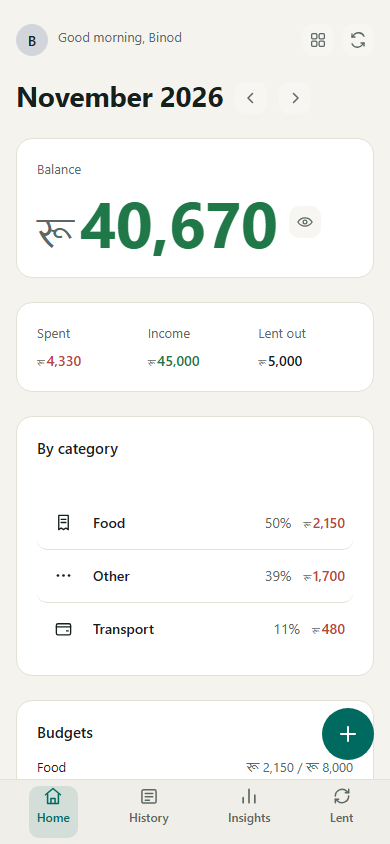 B
Good morning, Binod
November 2026
Balance
रू 40,670
Spent
Income
Lent out
रू 4,330
रू 45,000
रू 5,000
By category
Food 50% रू 2,150
Other 39% रू 1,700
Transport 11% रू 480
Budgets
Food रू 2,150 / रू 8,000
Home
History
Insights
Lent